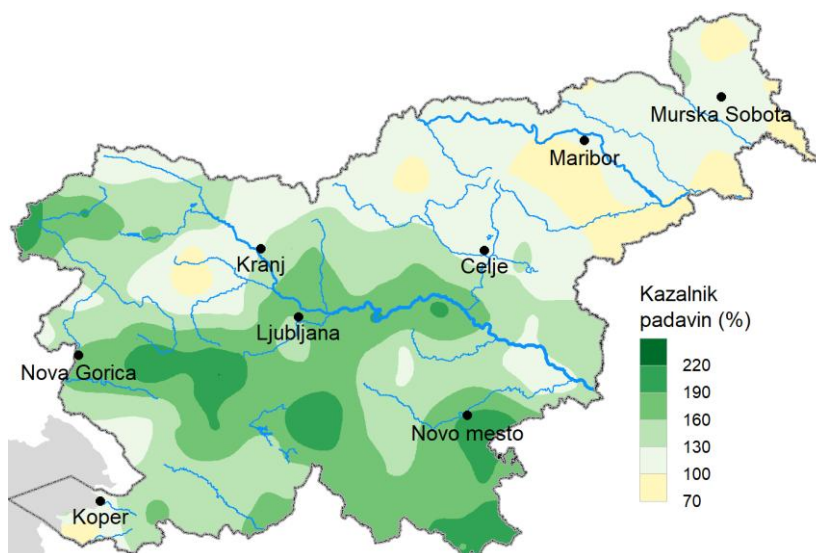 Murska Sobota
Maribor
Kranj
Celje
Ljubljana
Nova Gorica
Novo mesto
Koper
Kazalnik
padavin (%)
220
190
160
130
100
70